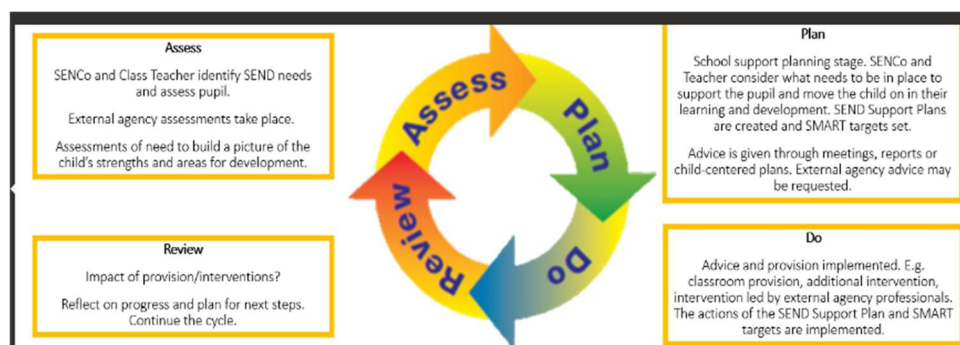 Assess
SENCo and Class Teacher identify SEND needs
and assess pupil.
External agency assessments take place.
Assessments of need to build a picture of the
child's strengths and areas for development.
Assess
Plan
Do
Review
Plan
School support planning stage. SENCo and
Teacher consider what needs to be in place to
support the pupil and move the child on in their
learning and development. SEND Support Plans
are created and SMART targets set.
Advice is given through meetings, reports or
child-centered plans. External agency advice may
be requested.
Review
Impact of provision/interventions?
Reflect on progress and plan for next steps.
Continue the cycle.
Do
Advice and provision implemented. E.g.
classroom provision, additional intervention,
intervention led by external agency professionals.
The actions of the SEND Support Plan and SMART
targets are implemented.